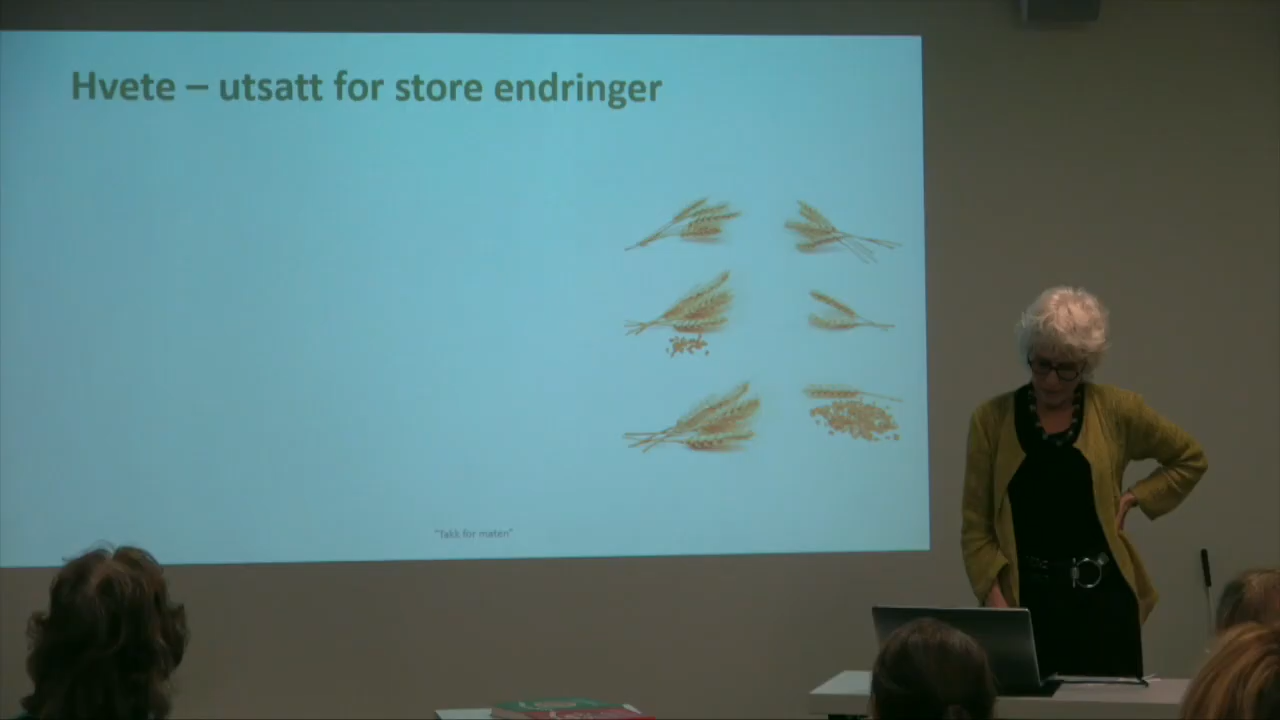 Hvete – utsatt for store endringer
"Takk for maten"